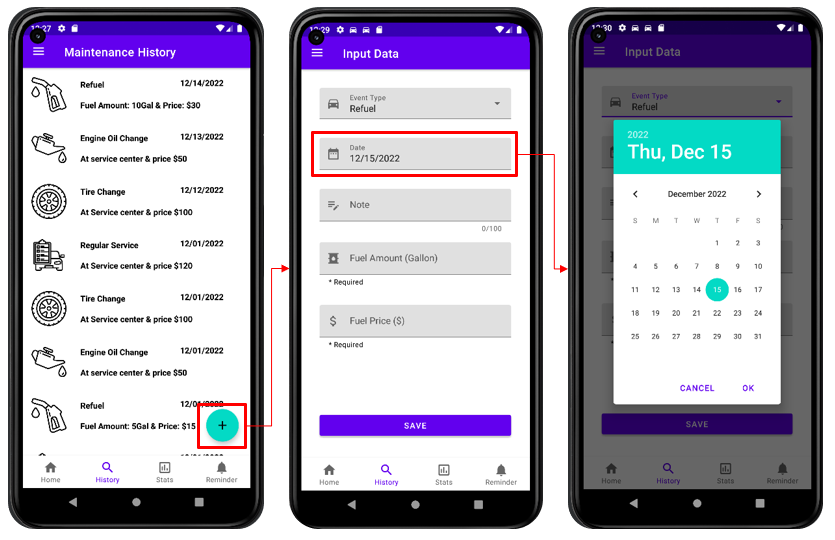 12:27
Maintenance History
Refuel 12/14/2022
Fuel Amount: 10Gal & Price: $30
Engine Oil Change 12/13/2022
At service center & price $50
Tire Change 12/12/2022
At Service center & price $100
Regular Service 12/01/2022
At Service center & price $120
Tire Change 12/01/2022
At Service center & price $100
Engine Oil Change 12/01/2022
At service center & price $50
Refuel 12/01/2022
Fuel Amount: 5Gal & Price: $15
+
Home History Stats Reminder
12:29
Input Data
Event Type
Refuel
Date
12/15/2022
Note
0/100
Fuel Amount (Gallon)
* Required
$ Fuel Price ($)
* Required
SAVE
Home History Stats Reminder
12:30
Input Data
Event Type
Refuel
2022
Thu, Dec 15
December 2022
S M T W T F S
1 2 3
4 5 6 7 8 9 10
11 12 13 14 15 16 17
18 19 20 21 22 23 24
25 26 27 28 29 30 31
CANCEL OK
SAVE
Home History Stats Reminder